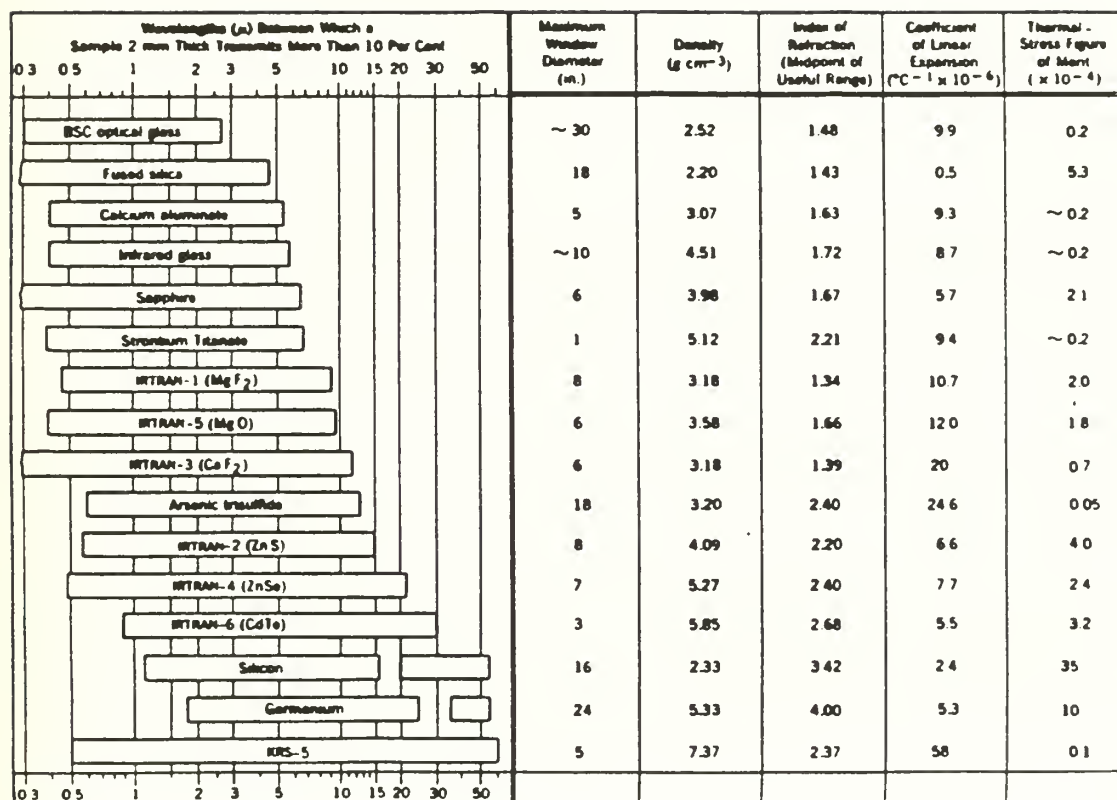 Wavelengths (μ) Between Which a
Sample 2 mm Thick Transmits More Than 10 Per Cent
0 3 0 5 1 2 3 5 10 15 20 30 50
Maximum
Window
Diameter
(in.)
Density
(g cm−3)
Index of
Refraction
(Midpoint of
Useful Range)
Coefficient
of Linear
Expansion
(°C−1 x 10−6)
Thermal-
Stress Figure
of Merit
(x 10−4)
BSC optical glass ~ 30 2.52 1.48 9 9 0.2
Fused silica 18 2.20 1 43 0.5 5.3
Calcium aluminate 5 3.07 1.63 9.3 ~ 0.2
Infrared glass ~ 10 4.51 1.72 8 7 ~ 0.2
Sapphire 6 3.98 1.67 5 7 2 1
Strontium Titanate 1 5.12 2.21 9 4 ~ 0.2
IRTRAN-1 (Mg F2) 8 3.18 1.34 10.7 2.0
IRTRAN-5 (Mg O) 6 3.58 1.66 12 0 1 8
IRTRAN-3 (Ca F2) 6 3.18 1.39 20 0 7
Arsenic trisulfide 18 3.20 2.40 24 6 0 05
IRTRAN-2 (Zn S) 8 4.09 2.20 6 6 4 0
IRTRAN-4 (ZnSe) 7 5.27 2.40 7 7 2 4
IRTRAN-6 (CdTe) 3 5.85 2.68 5.5 3.2
Silicon 16 2.33 3.42 2 4 35
Germanium 24 5.33 4.00 5.3 10
KRS-5 5 7.37 2.37 58 0 1
0 3 0 5 1 2 3 5 10 15 20 30 50